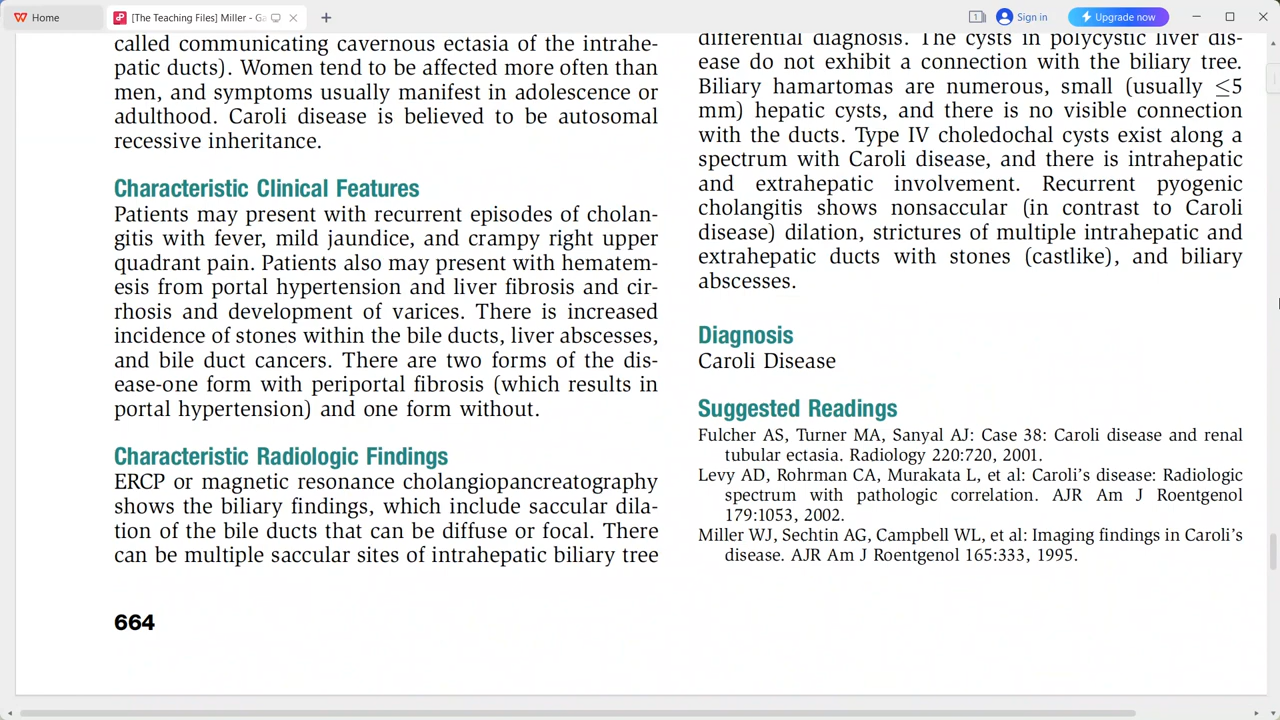 Home
[The Teaching Files] Miller - Ga
1
Sign in
Upgrade now
called communicating cavernous ectasia of the intrahe-
patic ducts). Women tend to be affected more often than
men, and symptoms usually manifest in adolescence or
adulthood. Caroli disease is believed to be autosomal
recessive inheritance.
Characteristic Clinical Features
Patients may present with recurrent episodes of cholan-
gitis with fever, mild jaundice, and crampy right upper
quadrant pain. Patients also may present with hematem-
esis from portal hypertension and liver fibrosis and cir-
rhosis and development of varices. There is increased
incidence of stones within the bile ducts, liver abscesses,
and bile duct cancers. There are two forms of the dis-
ease-one form with periportal fibrosis (which results in
portal hypertension) and one form without.
Characteristic Radiologic Findings
ERCP or magnetic resonance cholangiopancreatography
shows the biliary findings, which include saccular dila-
tion of the bile ducts that can be diffuse or focal. There
can be multiple saccular sites of intrahepatic biliary tree
664
differential diagnosis. The cysts in polycystic liver dis-
ease do not exhibit a connection with the biliary tree.
Biliary hamartomas are numerous, small (usually ≤5
mm) hepatic cysts, and there is no visible connection
with the ducts. Type IV choledochal cysts exist along a
spectrum with Caroli disease, and there is intrahepatic
and extrahepatic involvement. Recurrent pyogenic
cholangitis shows nonsaccular (in contrast to Caroli
disease) dilation, strictures of multiple intrahepatic and
extrahepatic ducts with stones (castlike), and biliary
abscesses.
Diagnosis
Caroli Disease
Suggested Readings
Fulcher AS, Turner MA, Sanyal AJ: Case 38: Caroli disease and renal
tubular ectasia. Radiology 220:720, 2001.
Levy AD, Rohrman CA, Murakata L, et al: Caroli's disease: Radiologic
spectrum with pathologic correlation. AJR Am J Roentgenol
179:1053, 2002.
Miller WJ, Sechtin AG, Campbell WL, et al: Imaging findings in Caroli's
disease. AJR Am J Roentgenol 165:333, 1995.